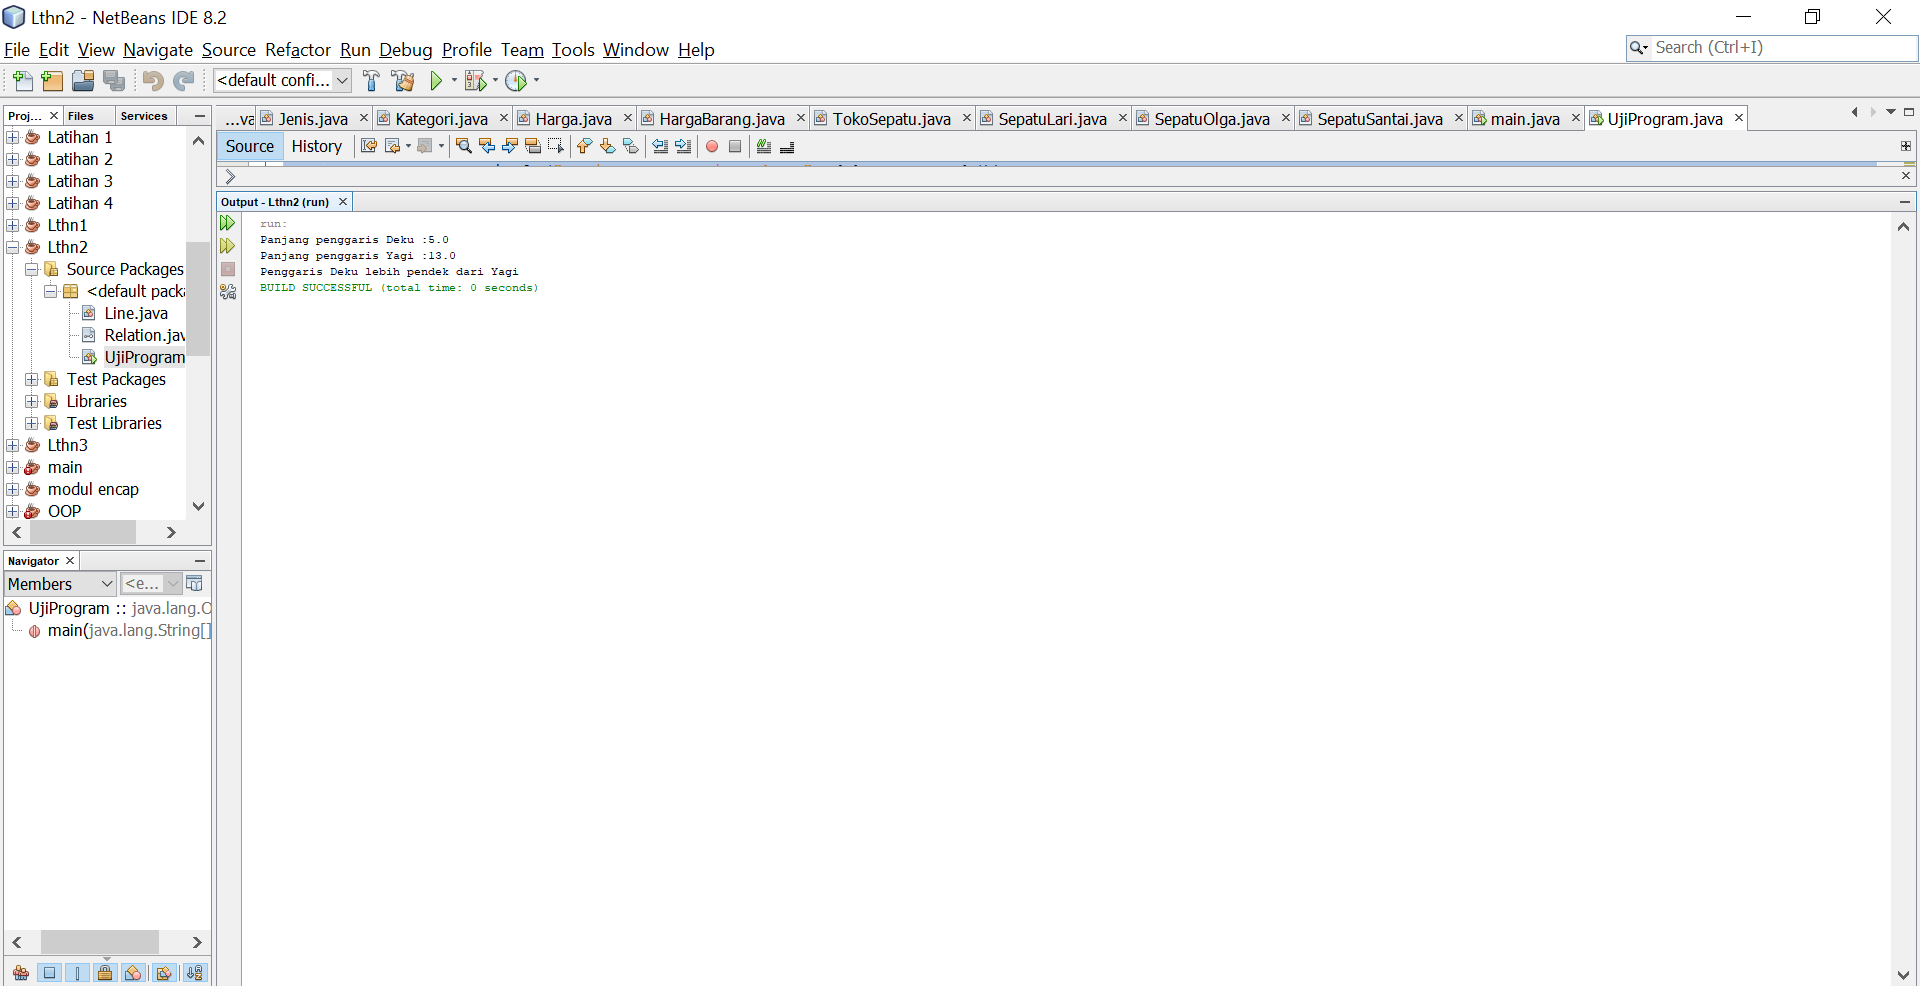 Lthn2 - NetBeans IDE 8.2
File Edit View Navigate Source Refactor Run Debug Profile Team Tools Window Help
Search (Ctrl+I)
<default confi...
Proj... Files Services
...va Jenis.java Kategori.java Harga.java HargaBarang.java TokoSepatu.java SepatuLari.java SepatuOlga.java SepatuSantai.java main.java UjiProgram.java
Source History
Latihan 1
Latihan 2
Latihan 3
Latihan 4
Lthn1
Lthn2
Source Packages
<default packa
Line.java
Relation.jav
UjiProgram
Test Packages
Libraries
Test Libraries
Lthn3
main
modul encap
OOP
Output - Lthn2 (run)
run:
Panjang penggaris Deku :5.0
Panjang penggaris Yagi :13.0
Penggaris Deku lebih pendek dari Yagi
BUILD SUCCESSFUL (total time: 0 seconds)
Navigator
Members <e...
UjiProgram :: java.lang.O
main(java.lang.String[]